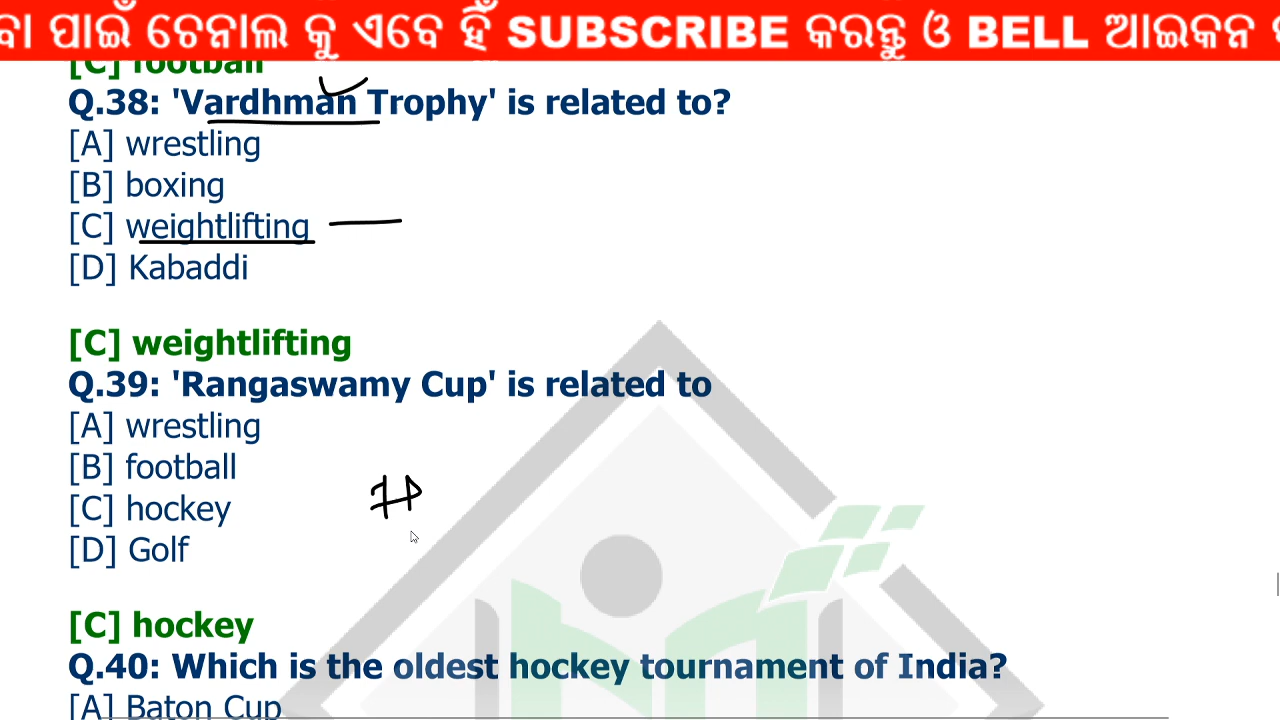 ବା ପାଇଁ ଚେନାଲ କୁ ଏବେ ହିଁ SUBSCRIBE କରନ୍ତୁ ଓ BELL ଆଇକନ
[C] football
Q.38: 'Vardhman Trophy' is related to?
[A] wrestling
[B] boxing
[C] weightlifting
[D] Kabaddi
[C] weightlifting
Q.39: 'Rangaswamy Cup' is related to
[A] wrestling
[B] football
[C] hockey
[D] Golf
[C] hockey
Q.40: Which is the oldest hockey tournament of India?
[A] Baton Cup